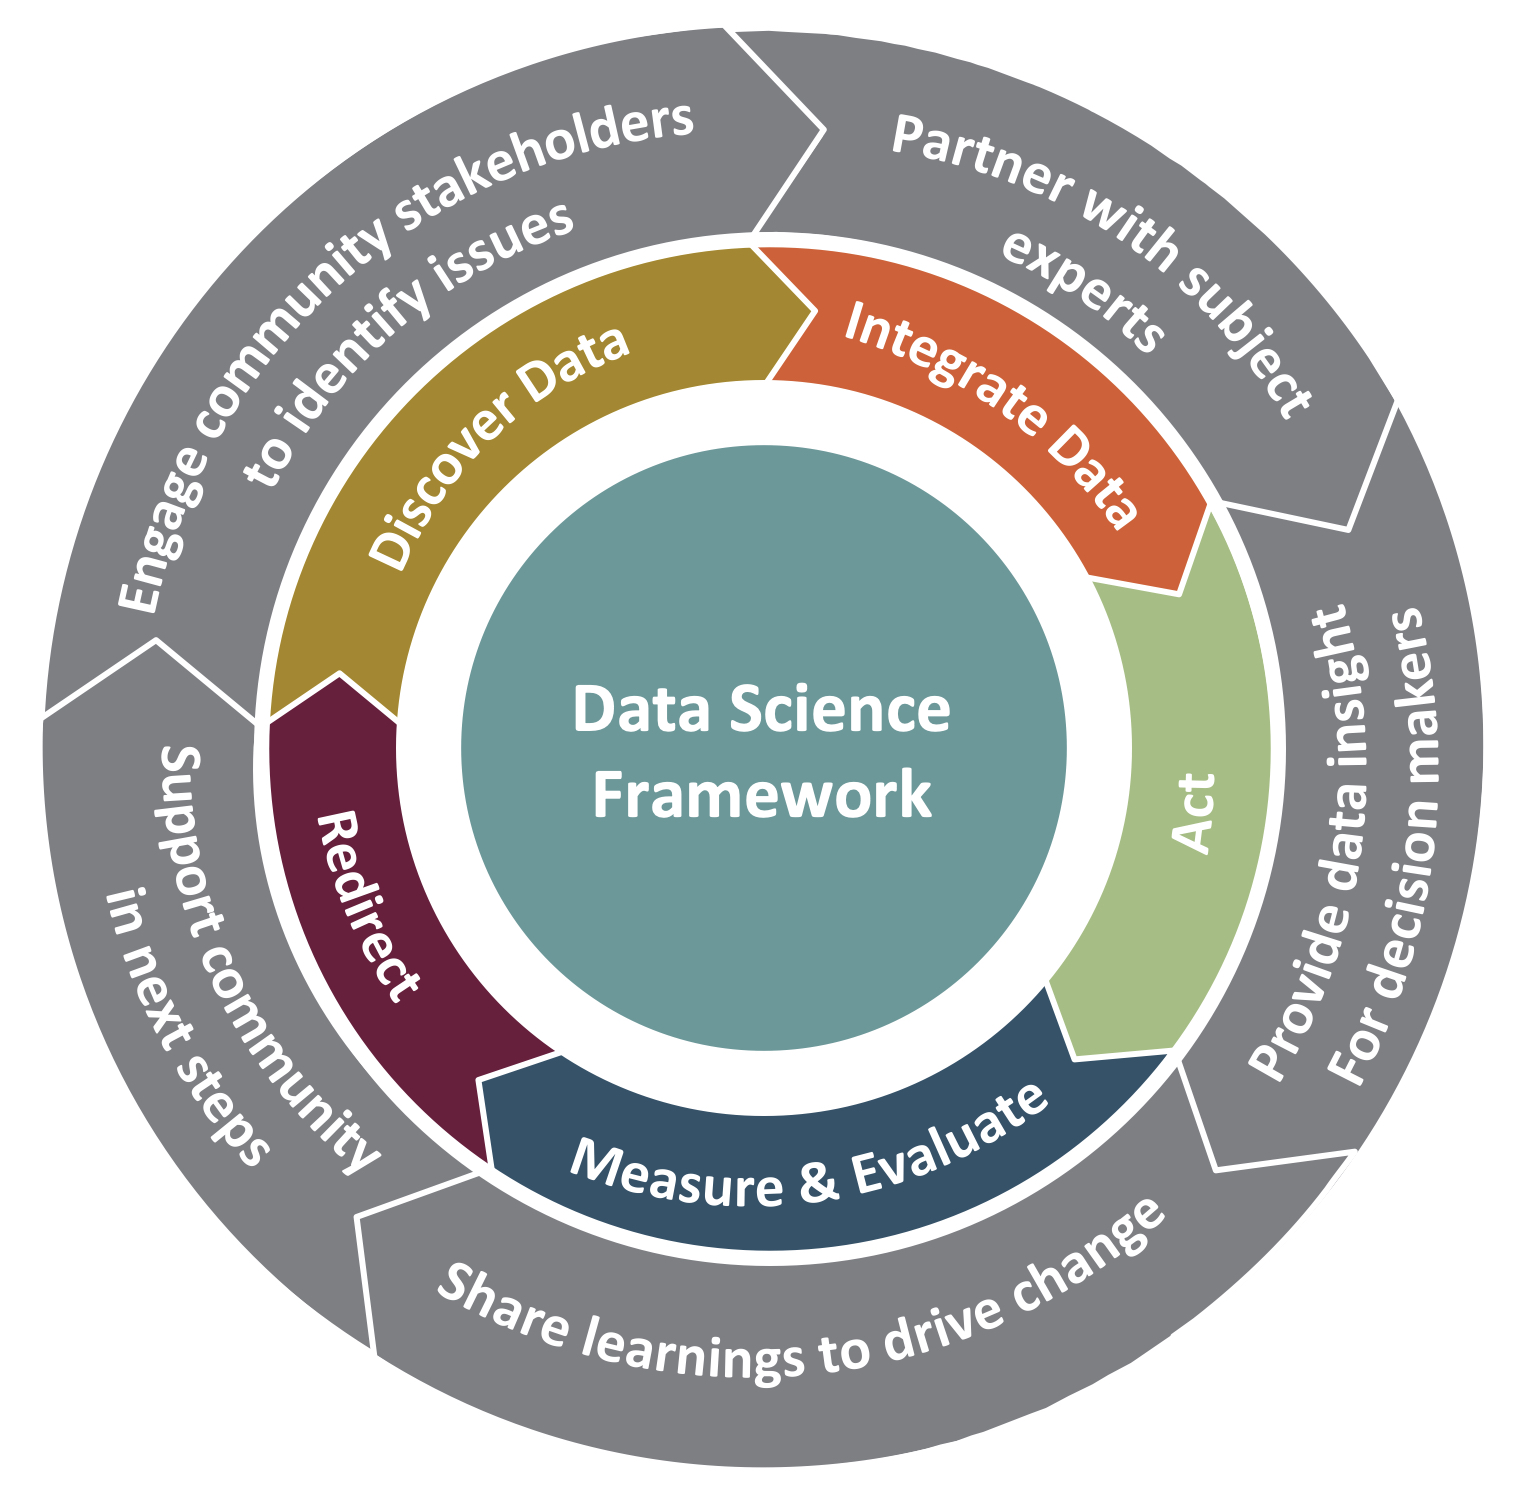 Engage community stakeholders
to identify issues
Partner with subject
experts
Provide data insight
For decision makers
Share learnings to drive change
Support community
in next steps
Discover Data
Integrate Data
Act
Measure & Evaluate
Redirect
Data Science
Framework